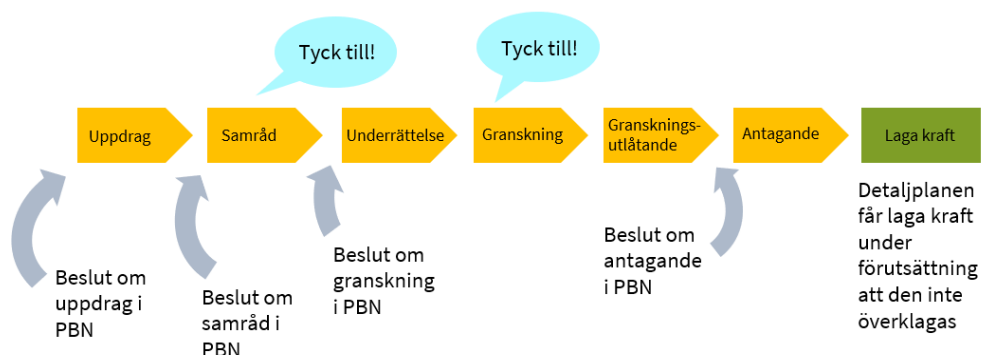 Tyck till!
Tyck till!
Uppdrag
Samråd
Underrättelse
Granskning
Gransknings-
utlåtande
Antagande
Laga kraft
Beslut om
uppdrag i
PBN
Beslut om
samråd i
PBN
Beslut om
granskning
i PBN
Beslut om
antagande
i PBN
Detaljplanen
får laga kraft
under
förutsättning
att den inte
överklagas